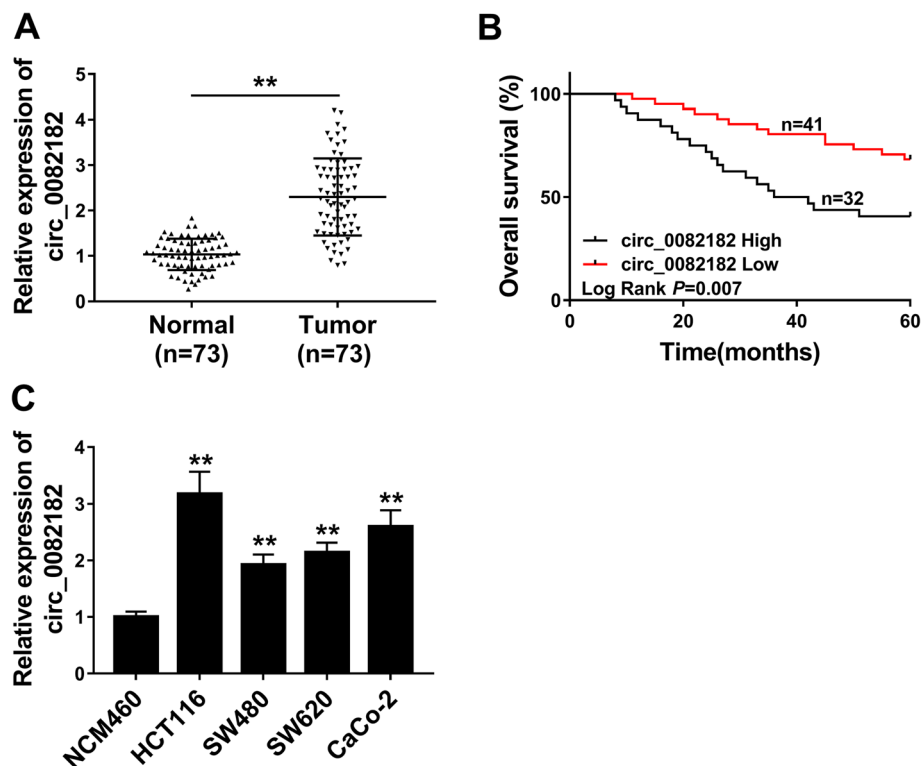 A
Relative expression of
circ_0082182
5
4
3
2
1
0
**
Normal
(n=73)
Tumor
(n=73)
B
Overall survival (%)
100
50
n=41
n=32
circ_0082182 High
circ_0082182 Low
Log Rank P=0.007
0
20
40
60
Time(months)
C
Relative expression of
circ_0082182
4
3
2
1
0
**
**
**
**
NCM460
HCT116
SW480
SW620
CaCo-2